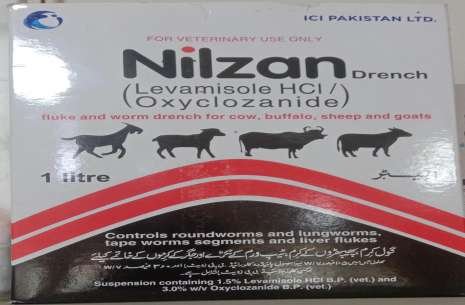 ICI PAKISTAN LTD.
FOR VETERINARY USE ONLY
Nilzan Drench
(Levamisole HCl/)
(Oxyclozanide)
fluke and worm drench for cow, buffalo, sheep and goats
1 litre
Controls roundworms and lungworms,
tape worms segments and liver flukes
Suspension containing 1.5% Levamisole HCl B.P. (vet.) and
3.0% w/v Oxyclozanide B.P. (vet.)